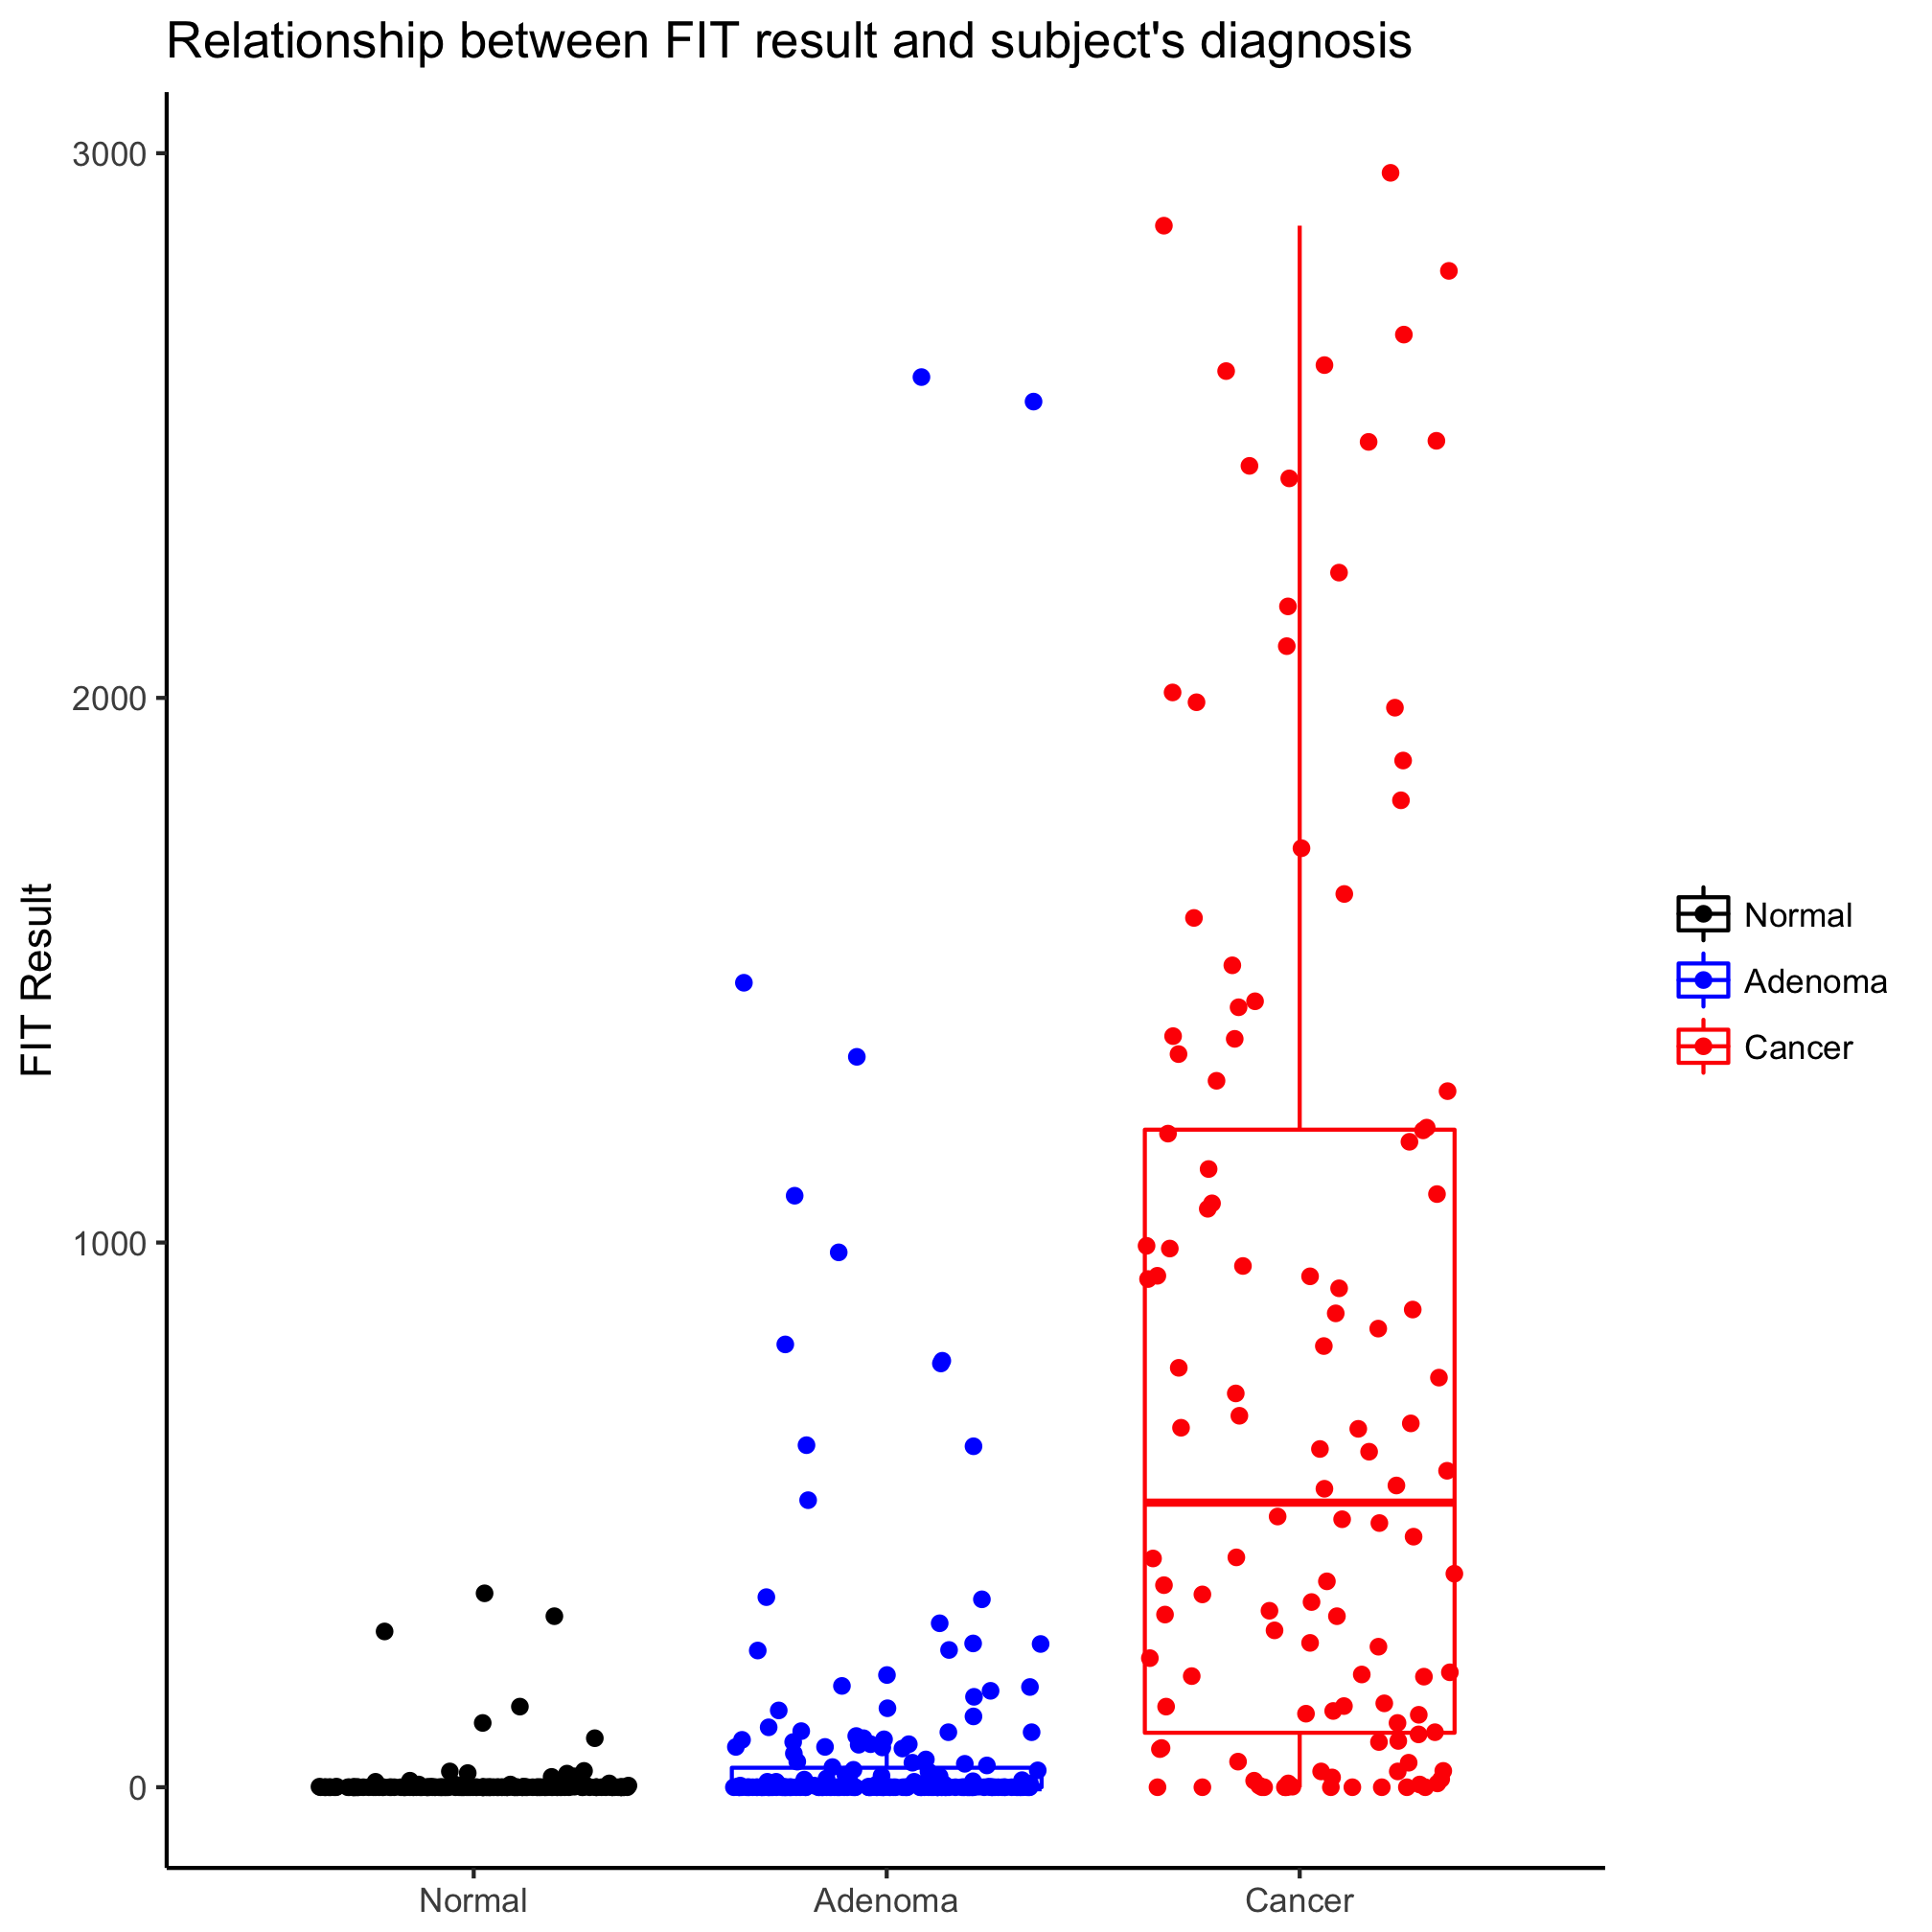 Relationship between FIT result and subject's diagnosis
3000
2000
1000
0
FIT Result
Normal
Adenoma
Cancer
Normal
Adenoma
Cancer